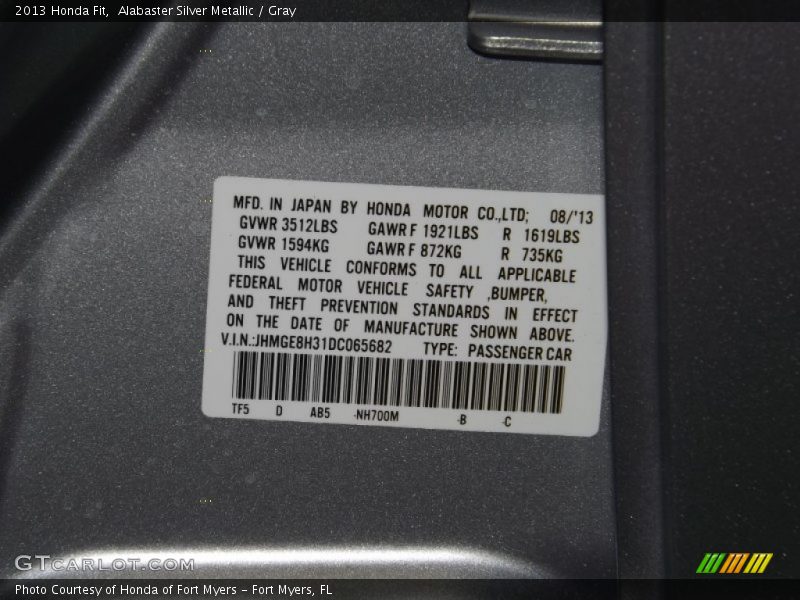 2013 Honda Fit,  Alabaster Silver Metallic / Gray
MFD. IN JAPAN BY HONDA MOTOR CO.,LTD; 08/'13
GVWR 3512LBS GAWR F 1921LBS R 1619LBS
GVWR 1594KG GAWR F 872KG R 735KG
THIS VEHICLE CONFORMS TO ALL APPLICABLE
FEDERAL MOTOR VEHICLE SAFETY ,BUMPER,
AND THEFT PREVENTION STANDARDS IN EFFECT
ON THE DATE OF MANUFACTURE SHOWN ABOVE.
V.I.N.:JHMGE8H31DC065682 TYPE: PASSENGER CAR
TF5 D AB5 -NH700M -B -C
GTCARLOT.COM
Photo Courtesy of Honda of Fort Myers – Fort Myers, FL